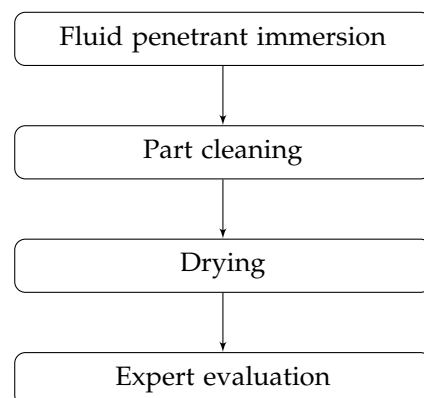 Fluid penetrant immersion
Part cleaning
Drying
Expert evaluation